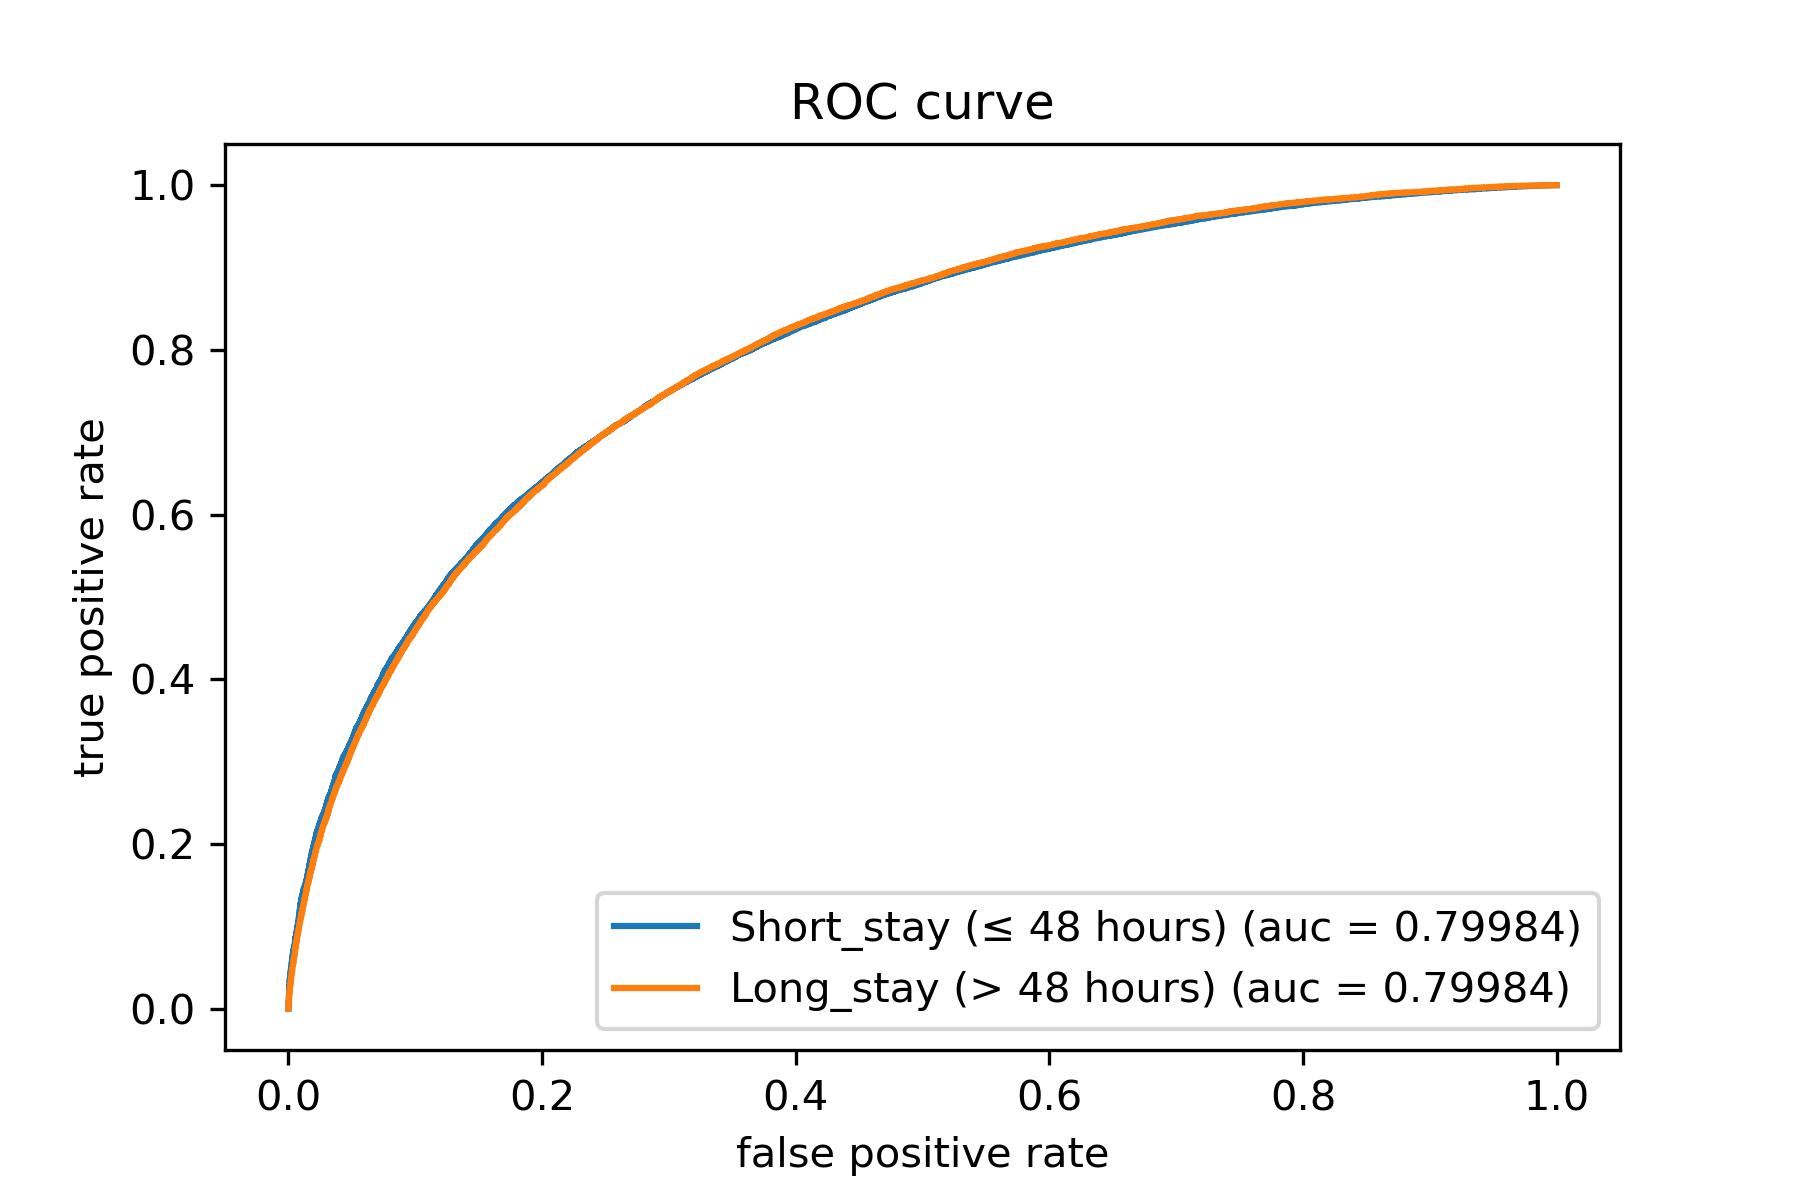 ROC curve
1.0
0.8
0.6
0.4
0.2
0.0
true positive rate
Short_stay (≤ 48 hours) (auc = 0.79984)
Long_stay (> 48 hours) (auc = 0.79984)
0.0 0.2 0.4 0.6 0.8 1.0
false positive rate